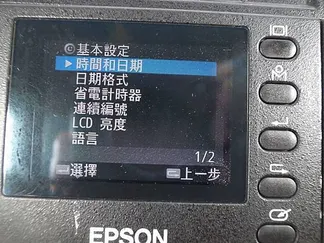 基本設定
時間和日期
日期格式
省電計時器
連續編號
LCD 亮度
語言
1/2
選擇 上一步
EPSON